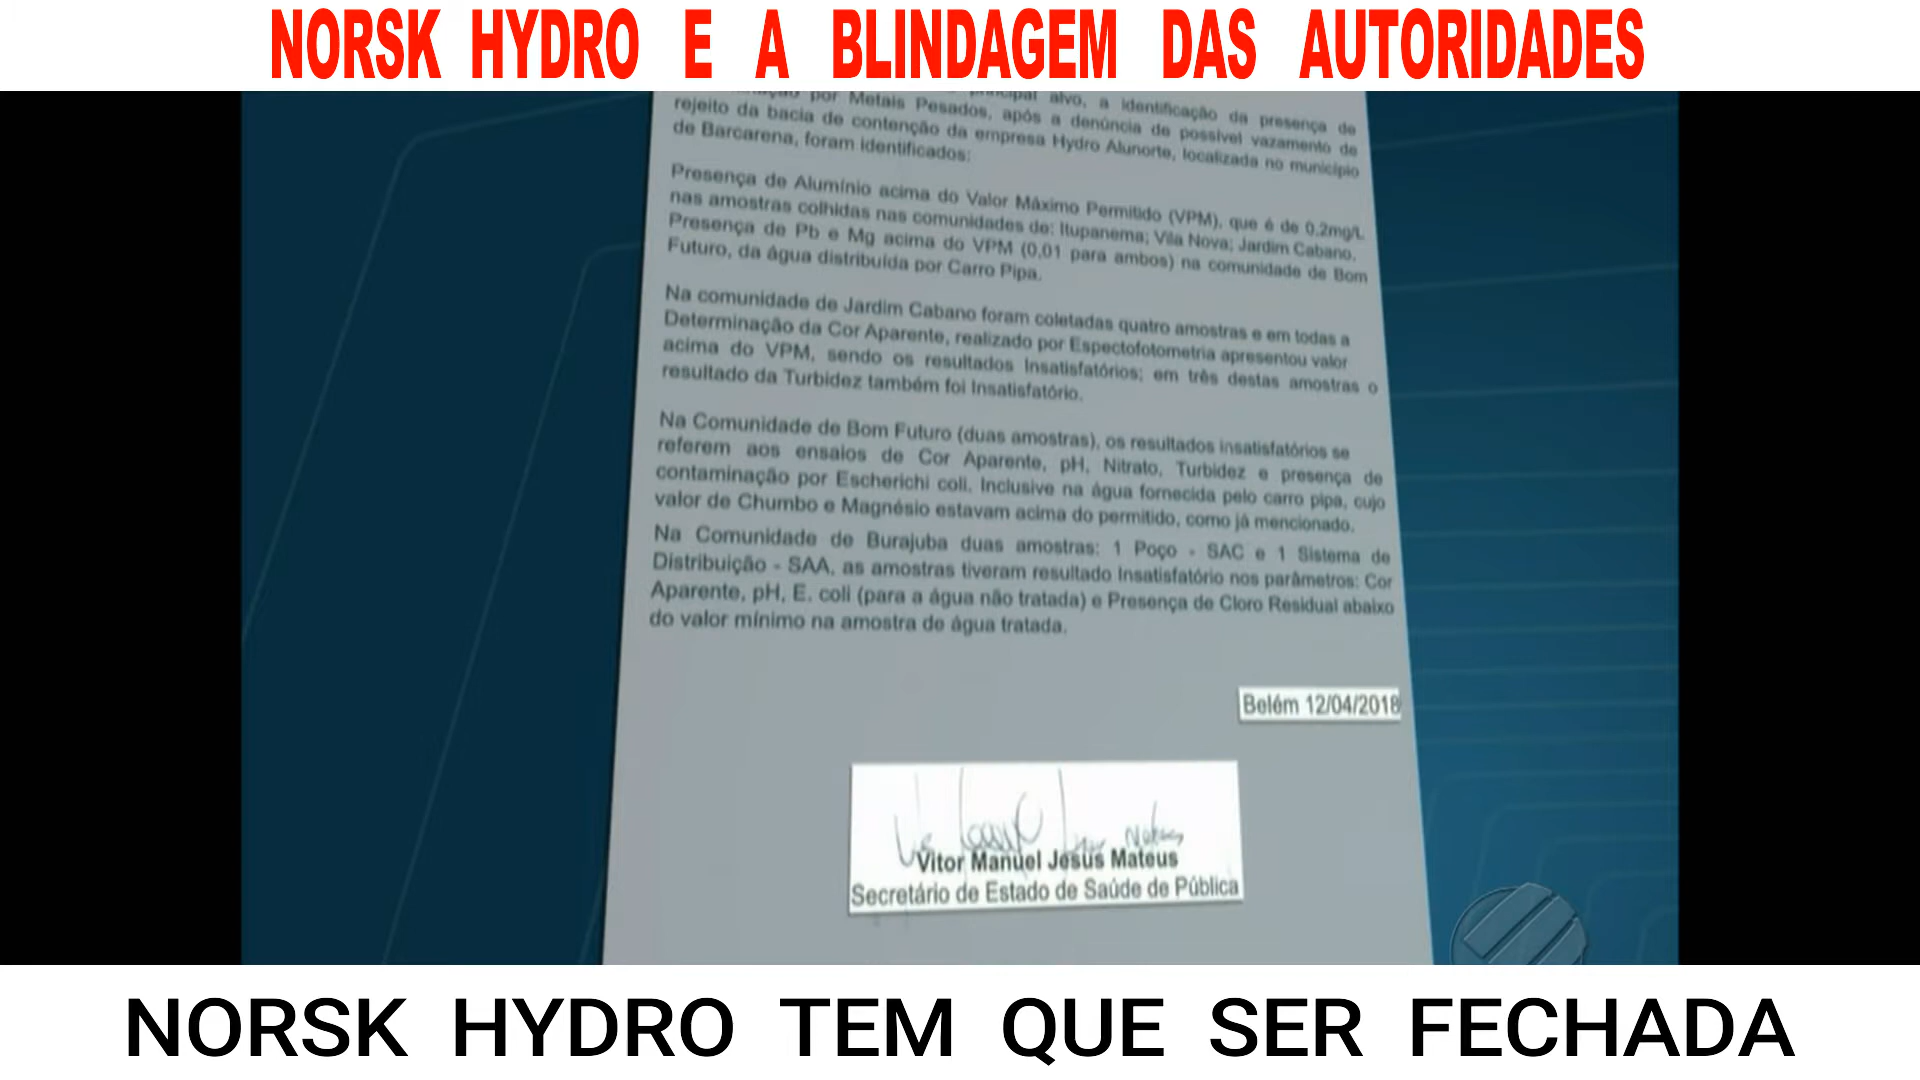 NORSK HYDRO E A BLINDAGEM DAS AUTORIDADES
por Metais Pesados, após a denúncia de possível vazamento de
principal alvo, a identificação da presença de
rejeito da bacia de contenção da empresa Hydro Alunorte, localizada no município
de Barcarena, foram identificados:
Presença de Alumínio acima do Valor Máximo Permitido (VPM), que é de 0,2mg/L
nas amostras colhidas nas comunidades de: Itupanema; Vila Nova; Jardim Cabano.
Presença de Pb e Mg acima do VPM (0,01 para ambos) na comunidade de Bom
Futuro, da água distribuída por Carro Pipa.
Na comunidade de Jardim Cabano foram coletadas quatro amostras e em todas a
Determinação da Cor Aparente, realizado por Espectofotometria apresentou valor
acima do VPM, sendo os resultados Insatisfatórios; em três destas amostras o
resultado da Turbidez também foi Insatisfatório.
Na Comunidade de Bom Futuro (duas amostras), os resultados insatisfatórios se
referem aos ensaios de Cor Aparente, pH, Nitrato, Turbidez e presença de
contaminação por Escherichi coli. Inclusive na água fornecida pelo carro pipa, cujo
valor de Chumbo e Magnésio estavam acima do permitido, como já mencionado.
Na Comunidade de Burajuba duas amostras: 1 Poço - SAC e 1 Sistema de
Distribuição - SAA, as amostras tiveram resultado Insatisfatório nos parâmetros: Cor
Aparente, pH, E. coli (para a água não tratada) e Presença de Cloro Residual abaixo
do valor mínimo na amostra de água tratada.
Belém 12/04/2018
Vitor Manuel Jesus Mateus
Secretário de Estado de Saúde de Pública
NORSK HYDRO TEM QUE SER FECHADA